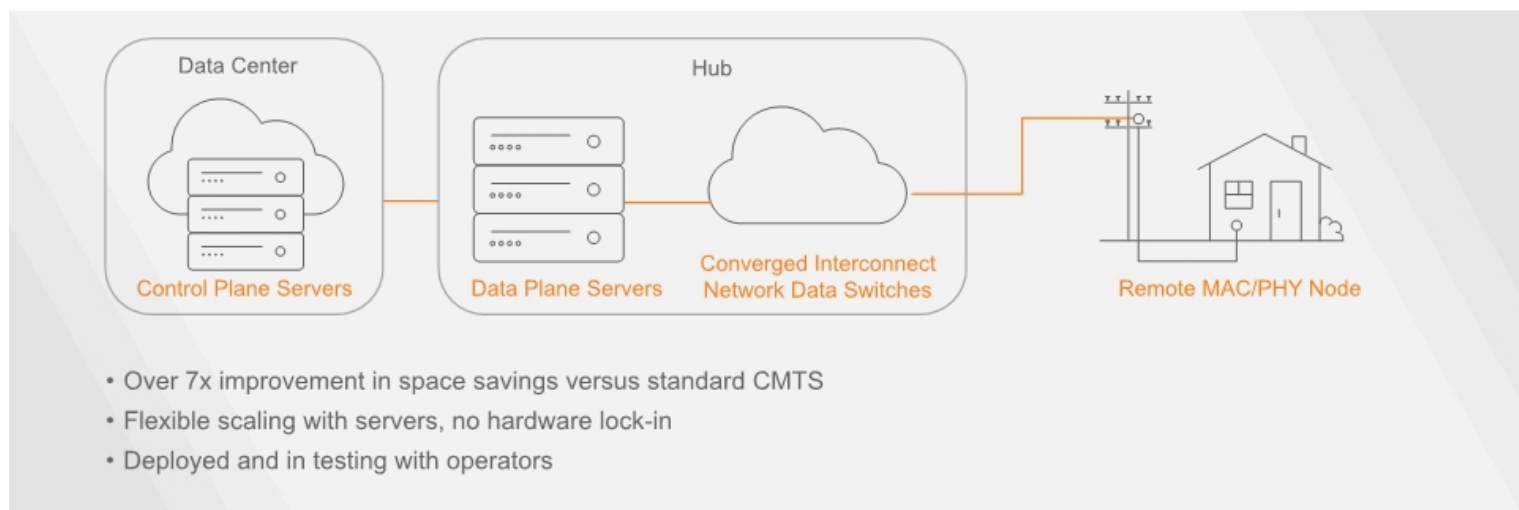 Data Center
Hub
Control Plane Servers
Data Plane Servers
Converged Interconnect
Network Data Switches
Remote MAC/PHY Node
• Over 7x improvement in space savings versus standard CMTS
• Flexible scaling with servers, no hardware lock-in
• Deployed and in testing with operators